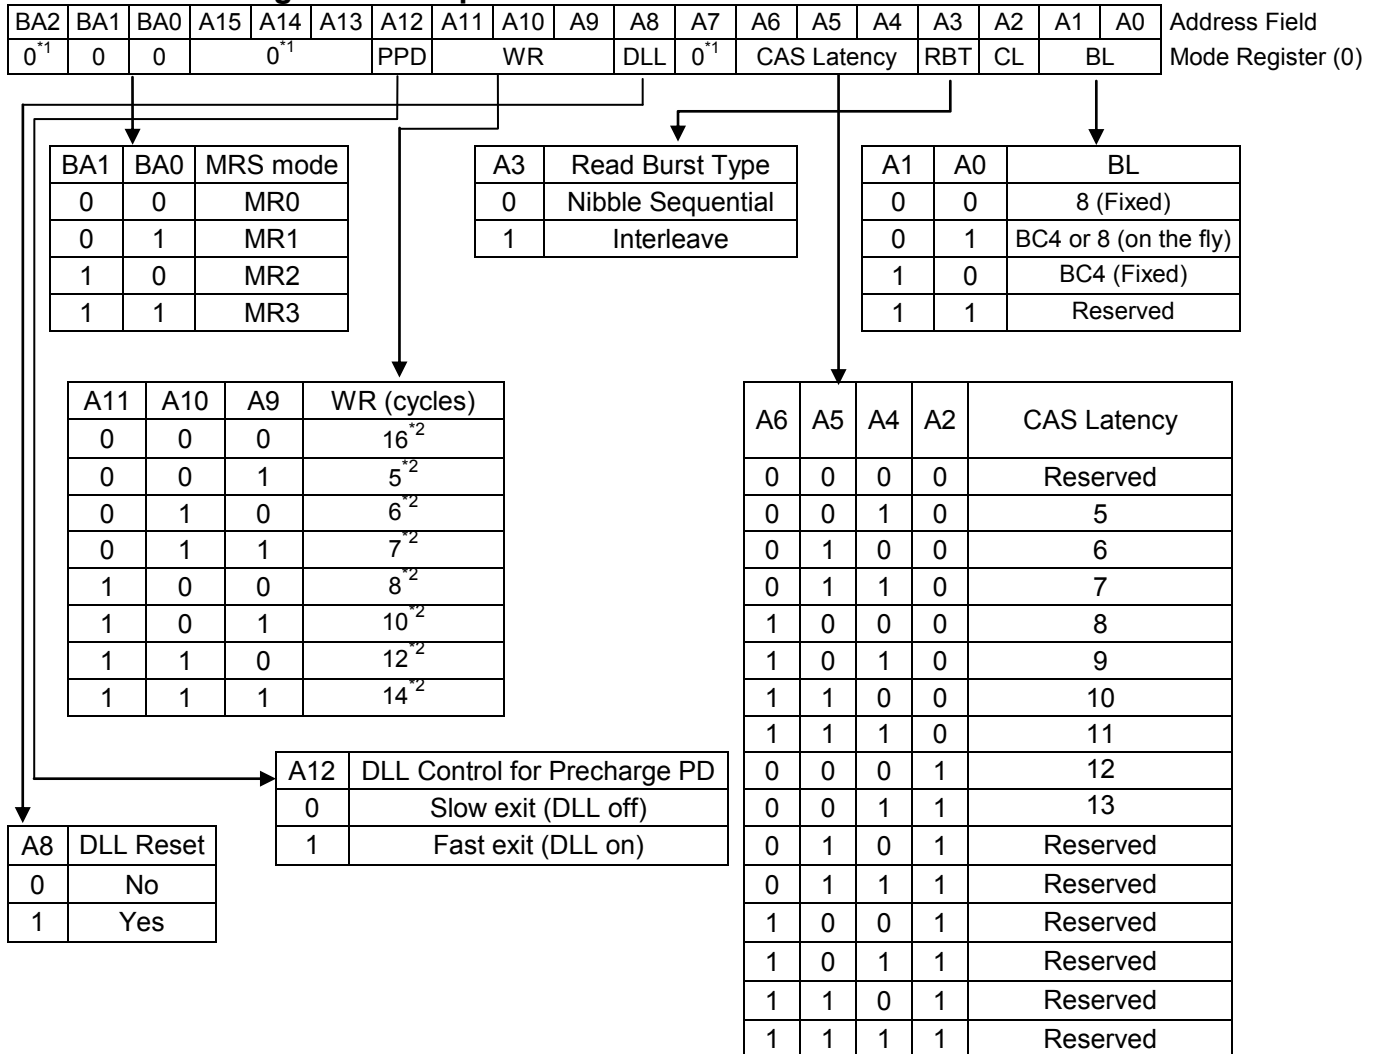 BA2 BA1 BA0 A15 A14 A13 A12 A11 A10 A9 A8 A7 A6 A5 A4 A3 A2 A1 A0 Address Field
0*1 0 0 0*1 PPD WR DLL 0*1 CAS Latency RBT CL BL Mode Register (0)
BA1 BA0 MRS mode
0 0 MR0
0 1 MR1
1 0 MR2
1 1 MR3
A3 Read Burst Type
0 Nibble Sequential
1 Interleave
A1 A0 BL
0 0 8 (Fixed)
0 1 BC4 or 8 (on the fly)
1 0 BC4 (Fixed)
1 1 Reserved
A11 A10 A9 WR (cycles)
0 0 0 16*2
0 0 1 5*2
0 1 0 6*2
0 1 1 7*2
1 0 0 8*2
1 0 1 10*2
1 1 0 12*2
1 1 1 14*2
A6 A5 A4 A2 CAS Latency
0 0 0 0 Reserved
0 0 1 0 5
0 1 0 0 6
0 1 1 0 7
1 0 0 0 8
1 0 1 0 9
1 1 0 0 10
1 1 1 0 11
0 0 0 1 12
0 0 1 1 13
0 1 0 1 Reserved
0 1 1 1 Reserved
1 0 0 1 Reserved
1 0 1 1 Reserved
1 1 0 1 Reserved
1 1 1 1 Reserved
A12 DLL Control for Precharge PD
0 Slow exit (DLL off)
1 Fast exit (DLL on)
A8 DLL Reset
0 No
1 Yes